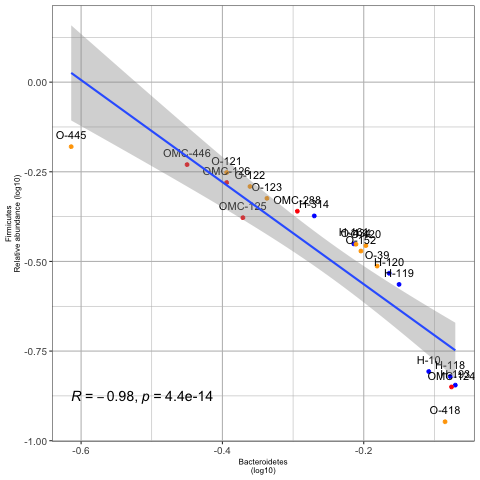 0.00
-0.25
-0.50
-0.75
-1.00
Firmicutes
Relative abundance (log10)
O-445
OMC-446
O-121
OMC-126
O-122
O-123
OMC-125
OMC-288
H-314
O-152
O-39
H-120
H-119
H-10
H-118
OMC-124
O-418
R = −0.98, p = 4.4e-14
-0.6
-0.4
-0.2
Bacteroidetes
(log10)